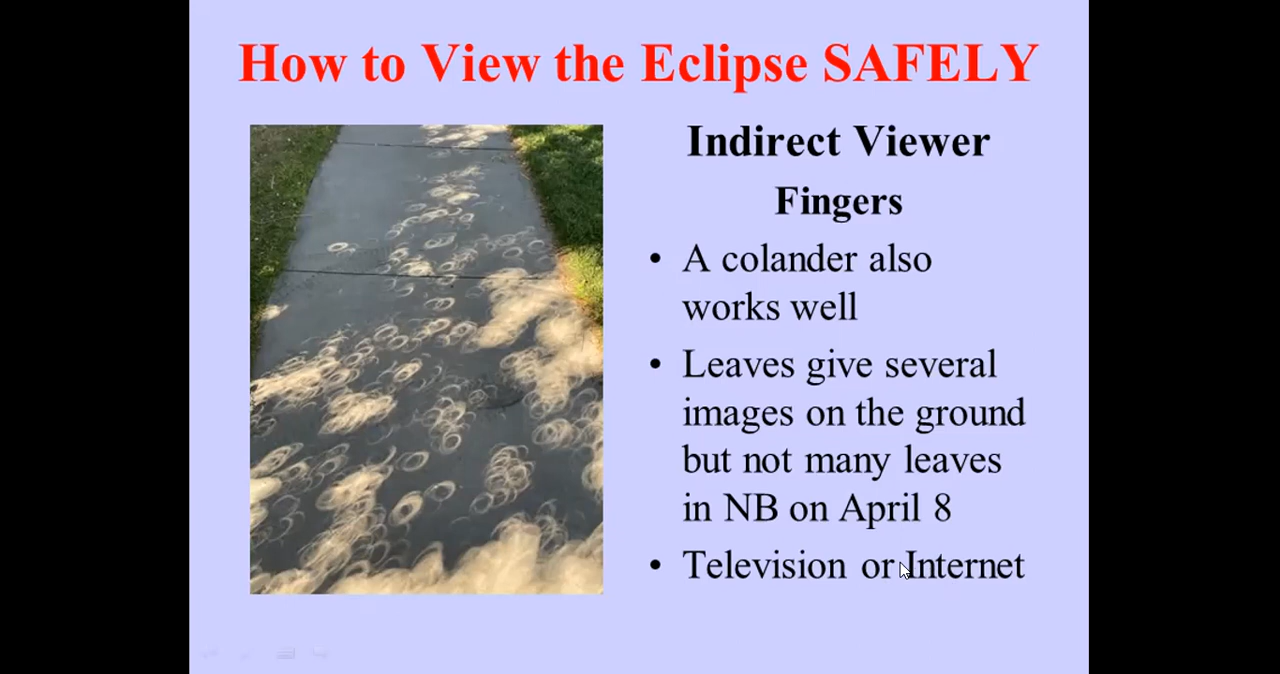 How to View the Eclipse SAFELY
Indirect Viewer
Fingers
• A colander also
works well
• Leaves give several
images on the ground
but not many leaves
in NB on April 8
• Television or Internet